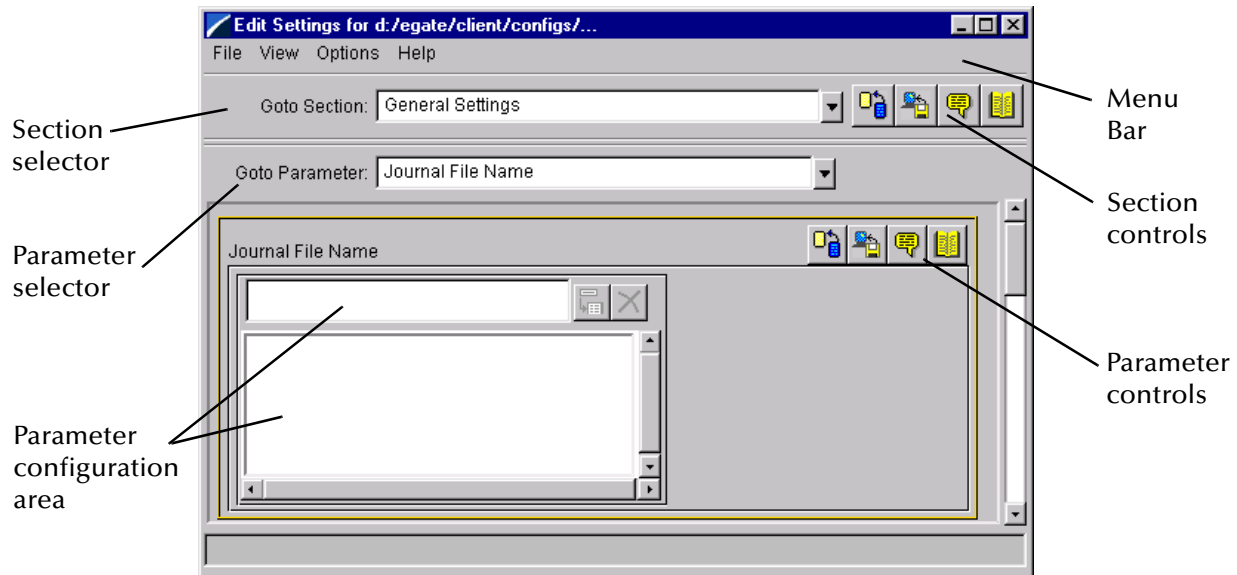 Edit Settings for d:/egate/client/configs/...
File View Options Help
Goto Section: General Settings
Goto Parameter: Journal File Name
Journal File Name
Section
selector
Parameter
selector
Parameter
configuration
area
Menu
Bar
Section
controls
Parameter
controls